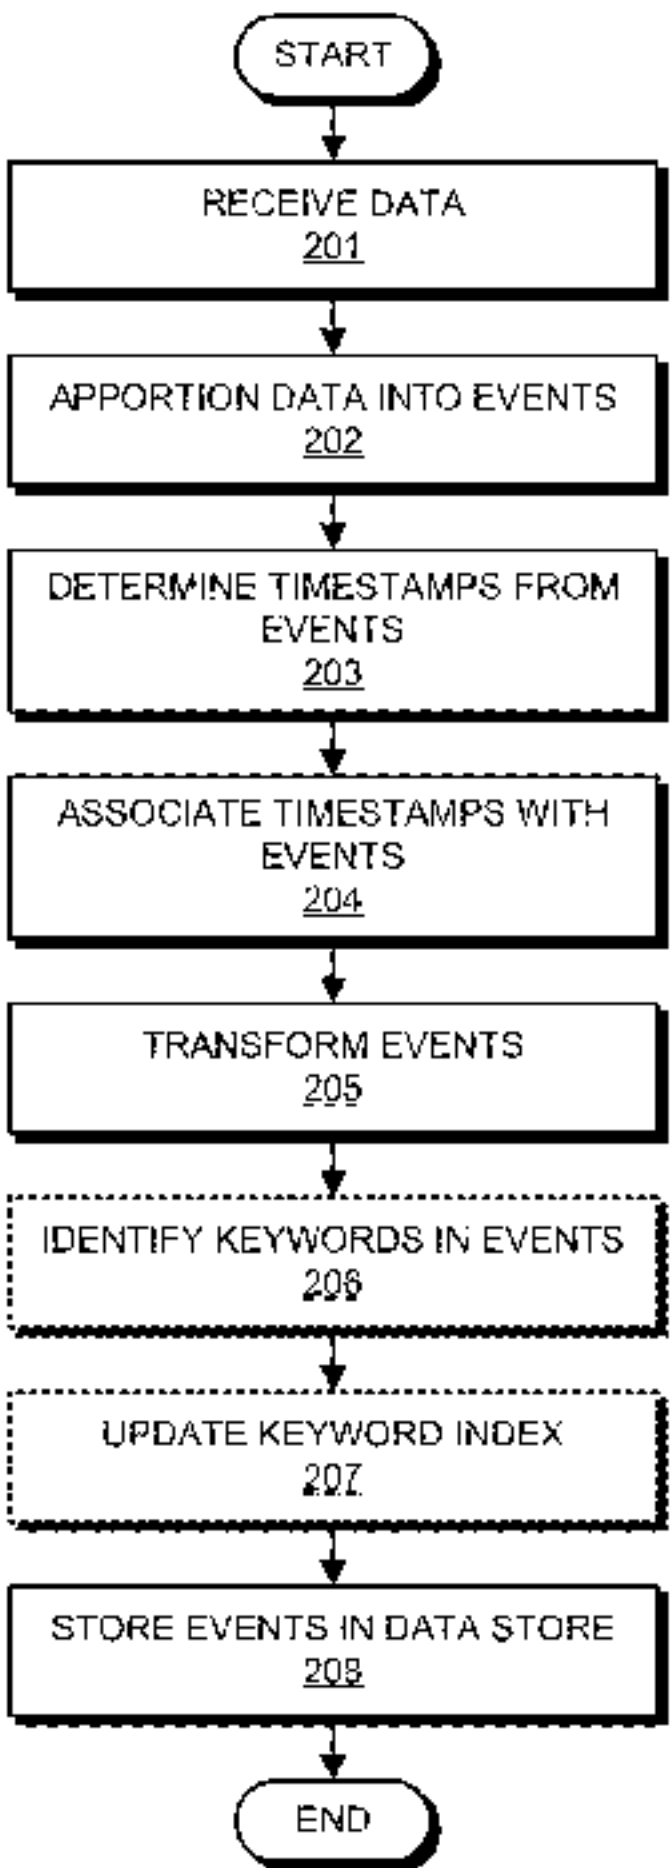 START
RECEIVE DATA
201
APPORTION DATA INTO EVENTS
202
DETERMINE TIMESTAMPS FROM
EVENTS
203
ASSOCIATE TIMESTAMPS WITH
EVENTS
204
TRANSFORM EVENTS
205
IDENTIFY KEYWORDS IN EVENTS
206
UPDATE KEYWORD INDEX
207
STORE EVENTS IN DATA STORE
208
END